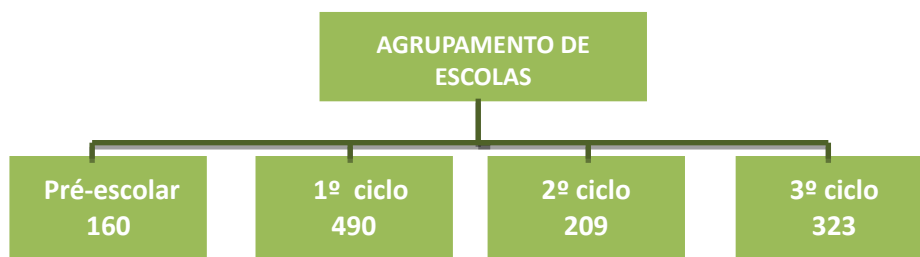 AGRUPAMENTO DE
ESCOLAS
Pré-escolar
160
1º ciclo
490
2º ciclo
209
3º ciclo
323